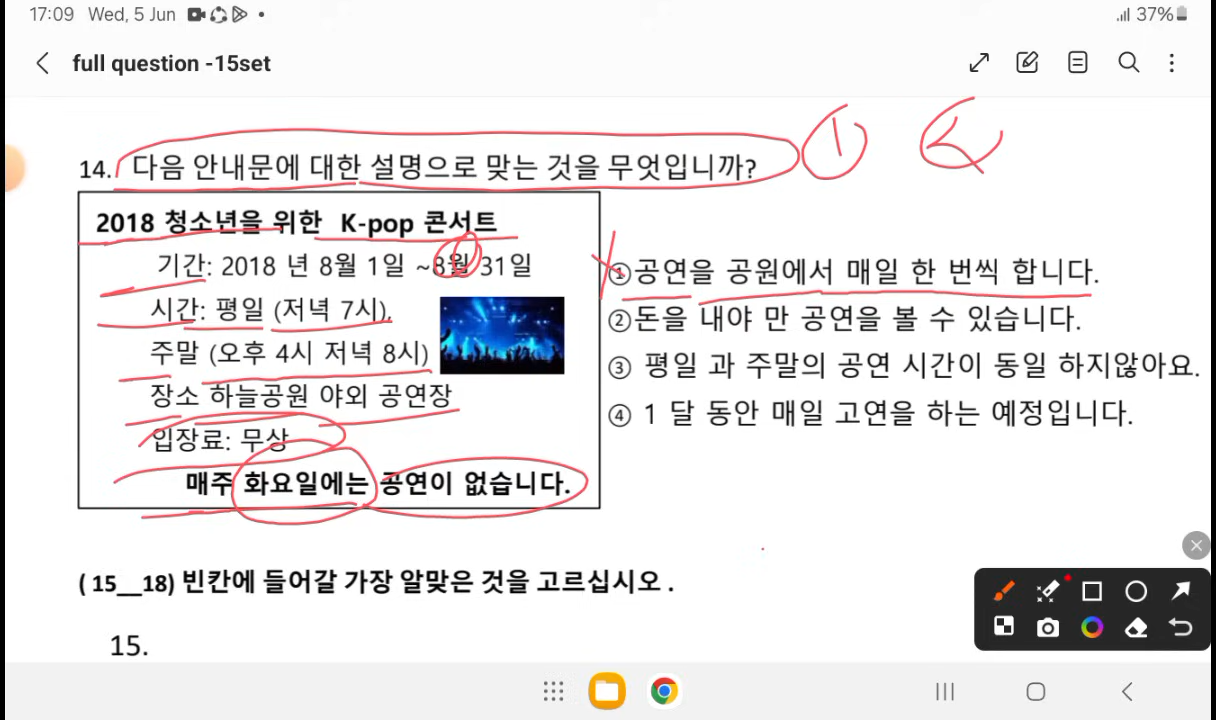 17:09 Wed, 5 Jun 37%
full question -15set
14. 다음 안내문에 대한 설명으로 맞는 것을 무엇입니까?
① 
2018 청소년을 위한 K-pop 콘서트
기간: 2018 년 8월 1일 ~8월 31일
시간: 평일 (저녁 7시),
주말 (오후 4시 저녁 8시)
장소 하늘공원 야외 공연장
입장료: 무상
매주 화요일에는 공연이 없습니다.
①공연을 공원에서 매일 한 번씩 합니다.
②돈을 내야 만 공연을 볼 수 있습니다.
③ 평일 과 주말의 공연 시간이 동일 하지않아요.
④ 1 달 동안 매일 고연을 하는 예정입니다.
( 15__18) 빈칸에 들어갈 가장 알맞은 것을 고르십시오 .
15.